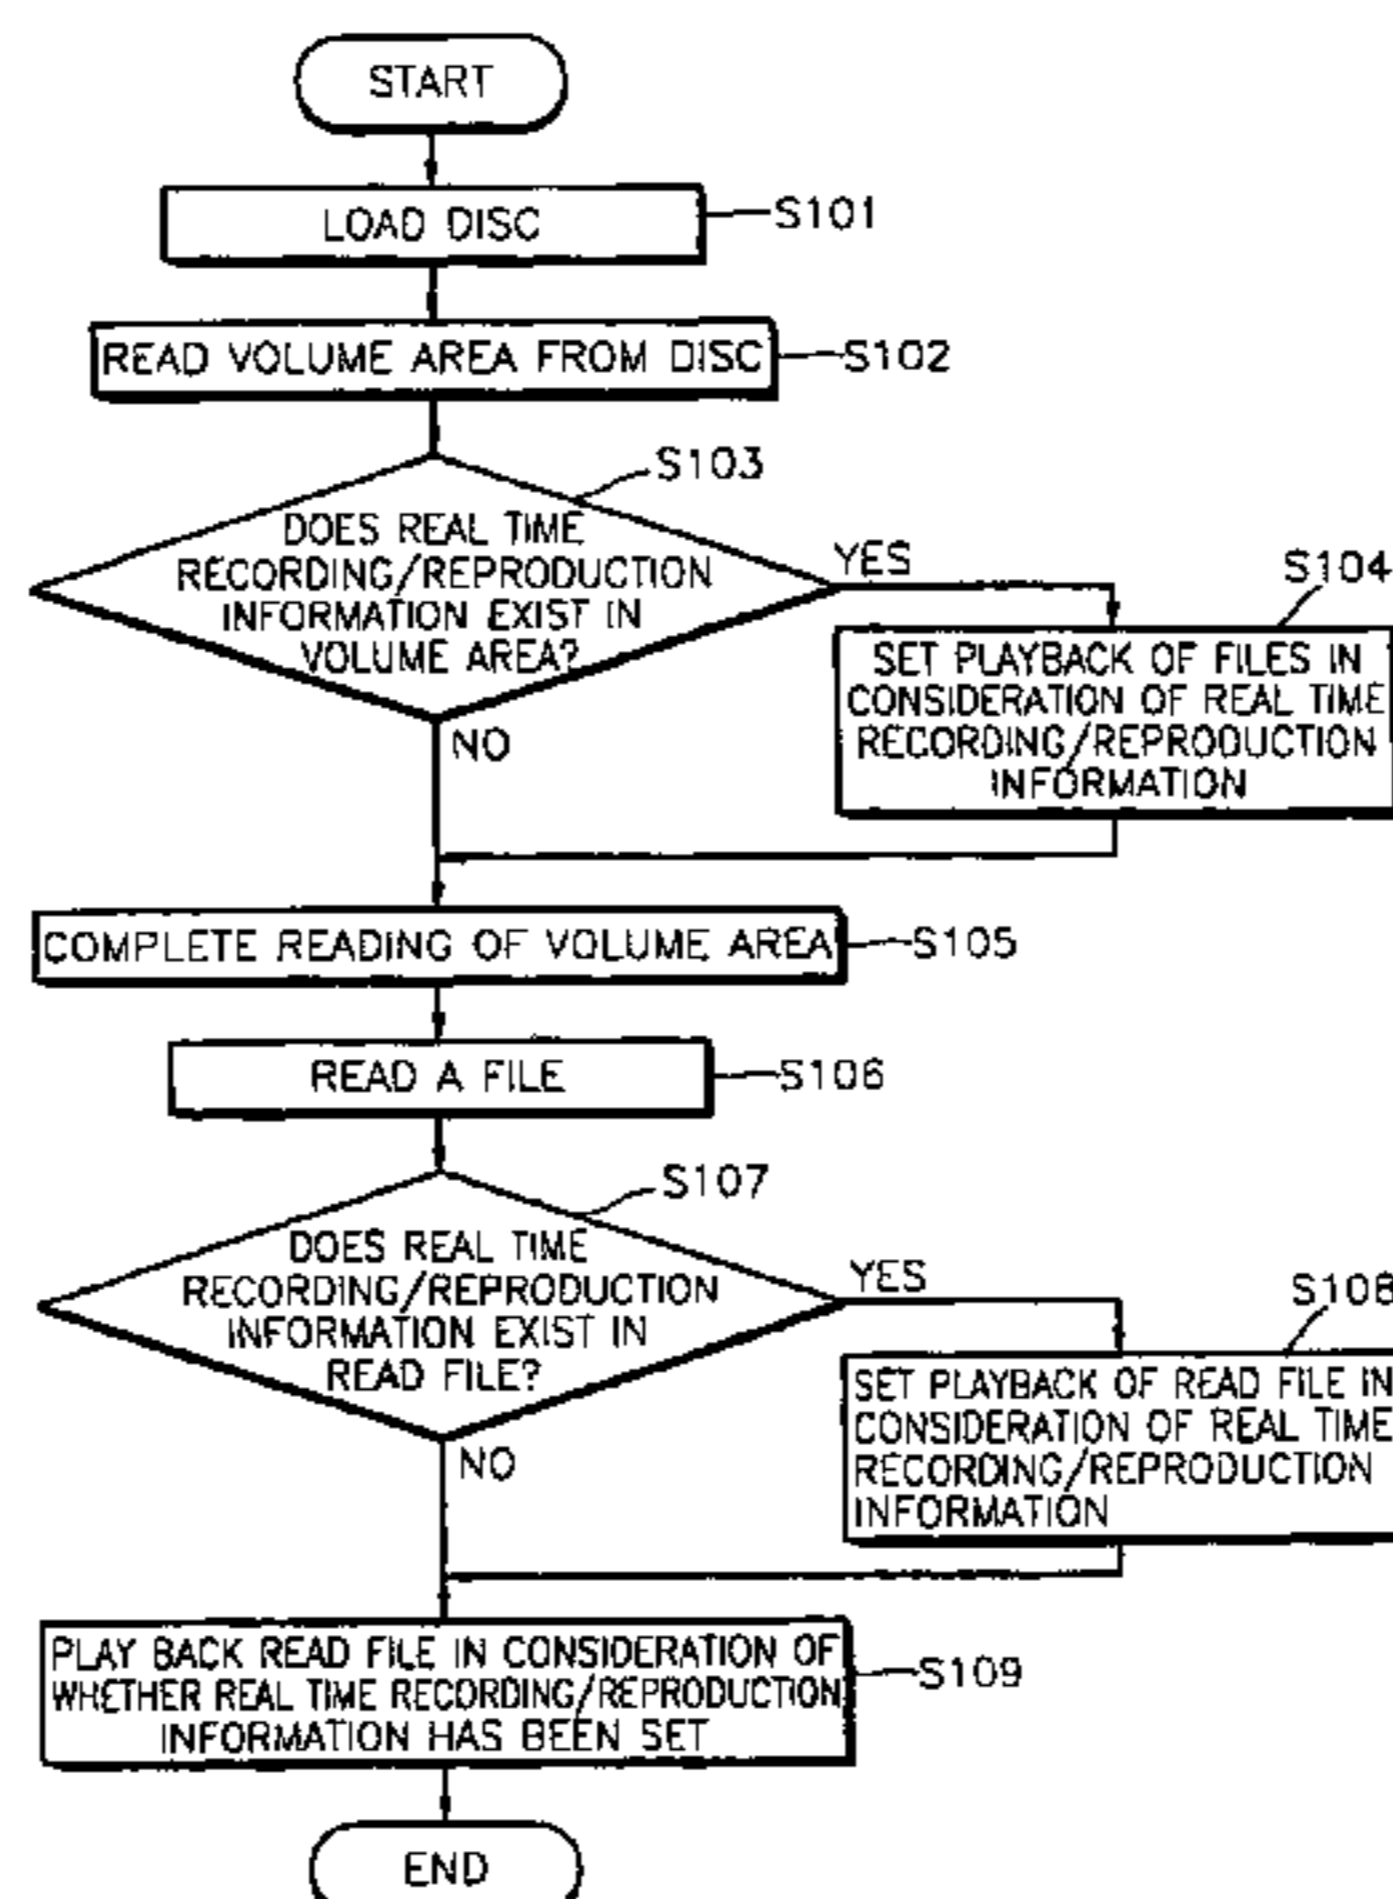 START
LOAD DISC
S101
READ VOLUME AREA FROM DISC
S102
S103
DOES REAL TIME
RECORDING/REPRODUCTION
INFORMATION EXIST IN
VOLUME AREA?
YES
NO
S104
SET PLAYBACK OF FILES IN
CONSIDERATION OF REAL TIME
RECORDING/REPRODUCTION
INFORMATION
COMPLETE READING OF VOLUME AREA
S105
READ A FILE
S106
S107
DOES REAL TIME
RECORDING/REPRODUCTION
INFORMATION EXIST IN
READ FILE?
YES
NO
S108
SET PLAYBACK OF READ FILE IN
CONSIDERATION OF REAL TIME
RECORDING/REPRODUCTION
INFORMATION
PLAY BACK READ FILE IN CONSIDERATION OF
WHETHER REAL TIME RECORDING/REPRODUCTION
INFORMATION HAS BEEN SET
S109
END